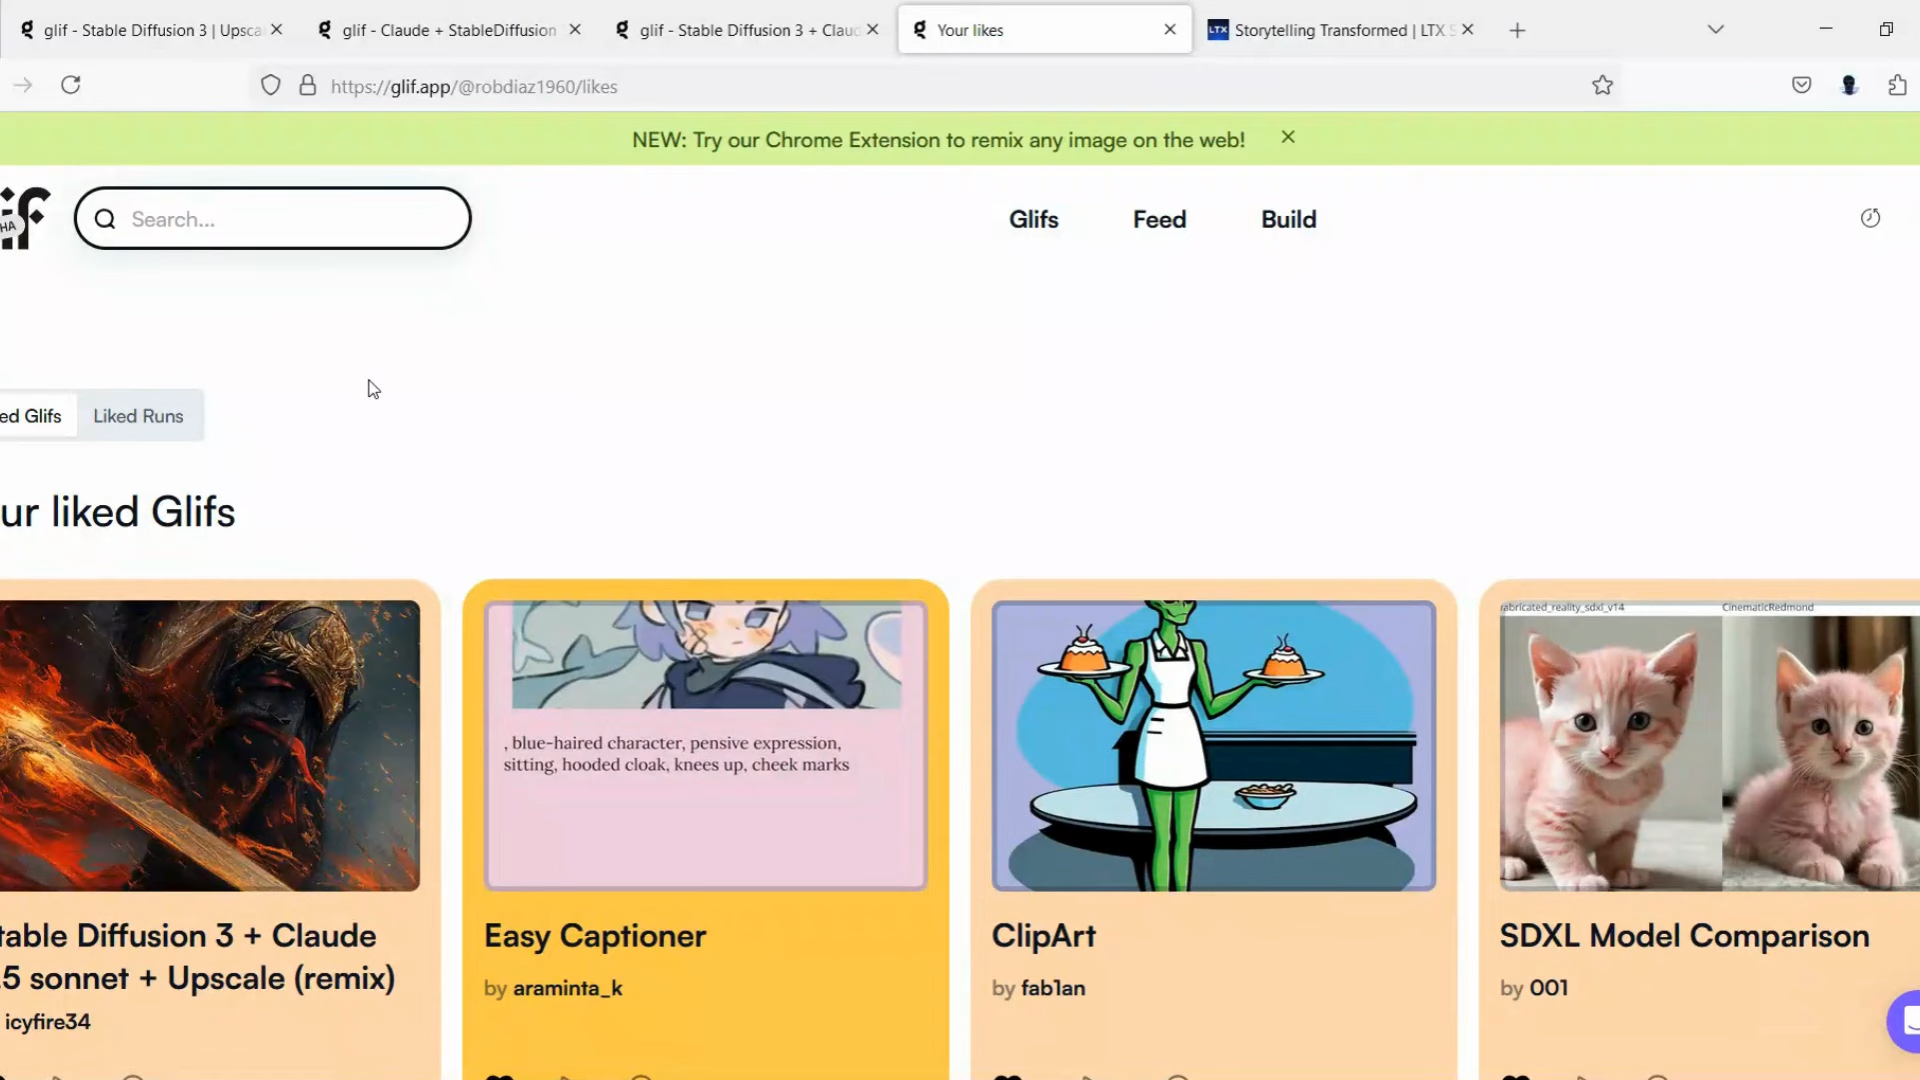 glif - Stable Diffusion 3 | Upsca
glif - Claude + StableDiffusion
glif - Stable Diffusion 3 + Clau
Your likes
LTX
Storytelling Transformed | LTX S
https://glif.app/@robdiaz1960/likes
NEW: Try our Chrome Extension to remix any image on the web!
lif
HA
Search...
Glifs
Feed
Build
ed Glifs
Liked Runs
ur liked Glifs
, blue-haired character, pensive expression,
sitting, hooded cloak, knees up, cheek marks
fabricated_reality_sdxl_v14
CinematicRedmond
table Diffusion 3 + Claude
.5 sonnet + Upscale (remix)
icyfire34
Easy Captioner
by araminta_k
ClipArt
by fab1an
SDXL Model Comparison
by 001